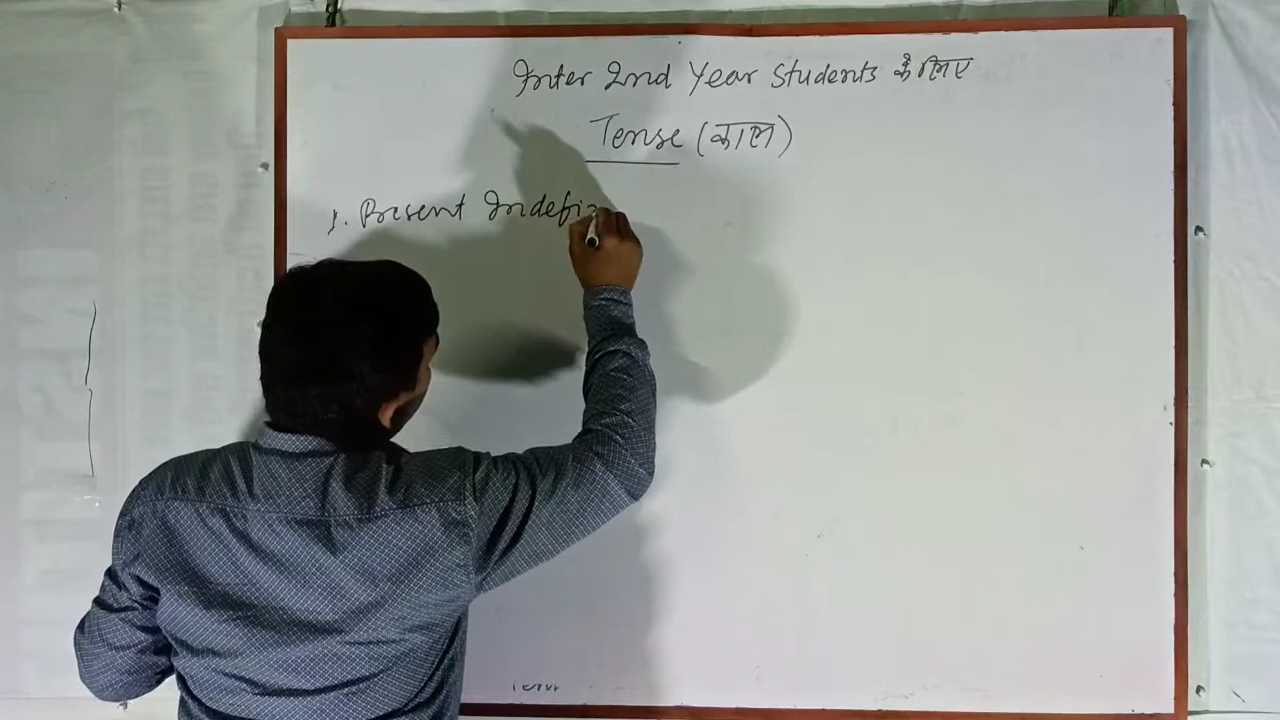 Inter 2nd Year Students के लिए
Tense (काल)
1. Present Indefi